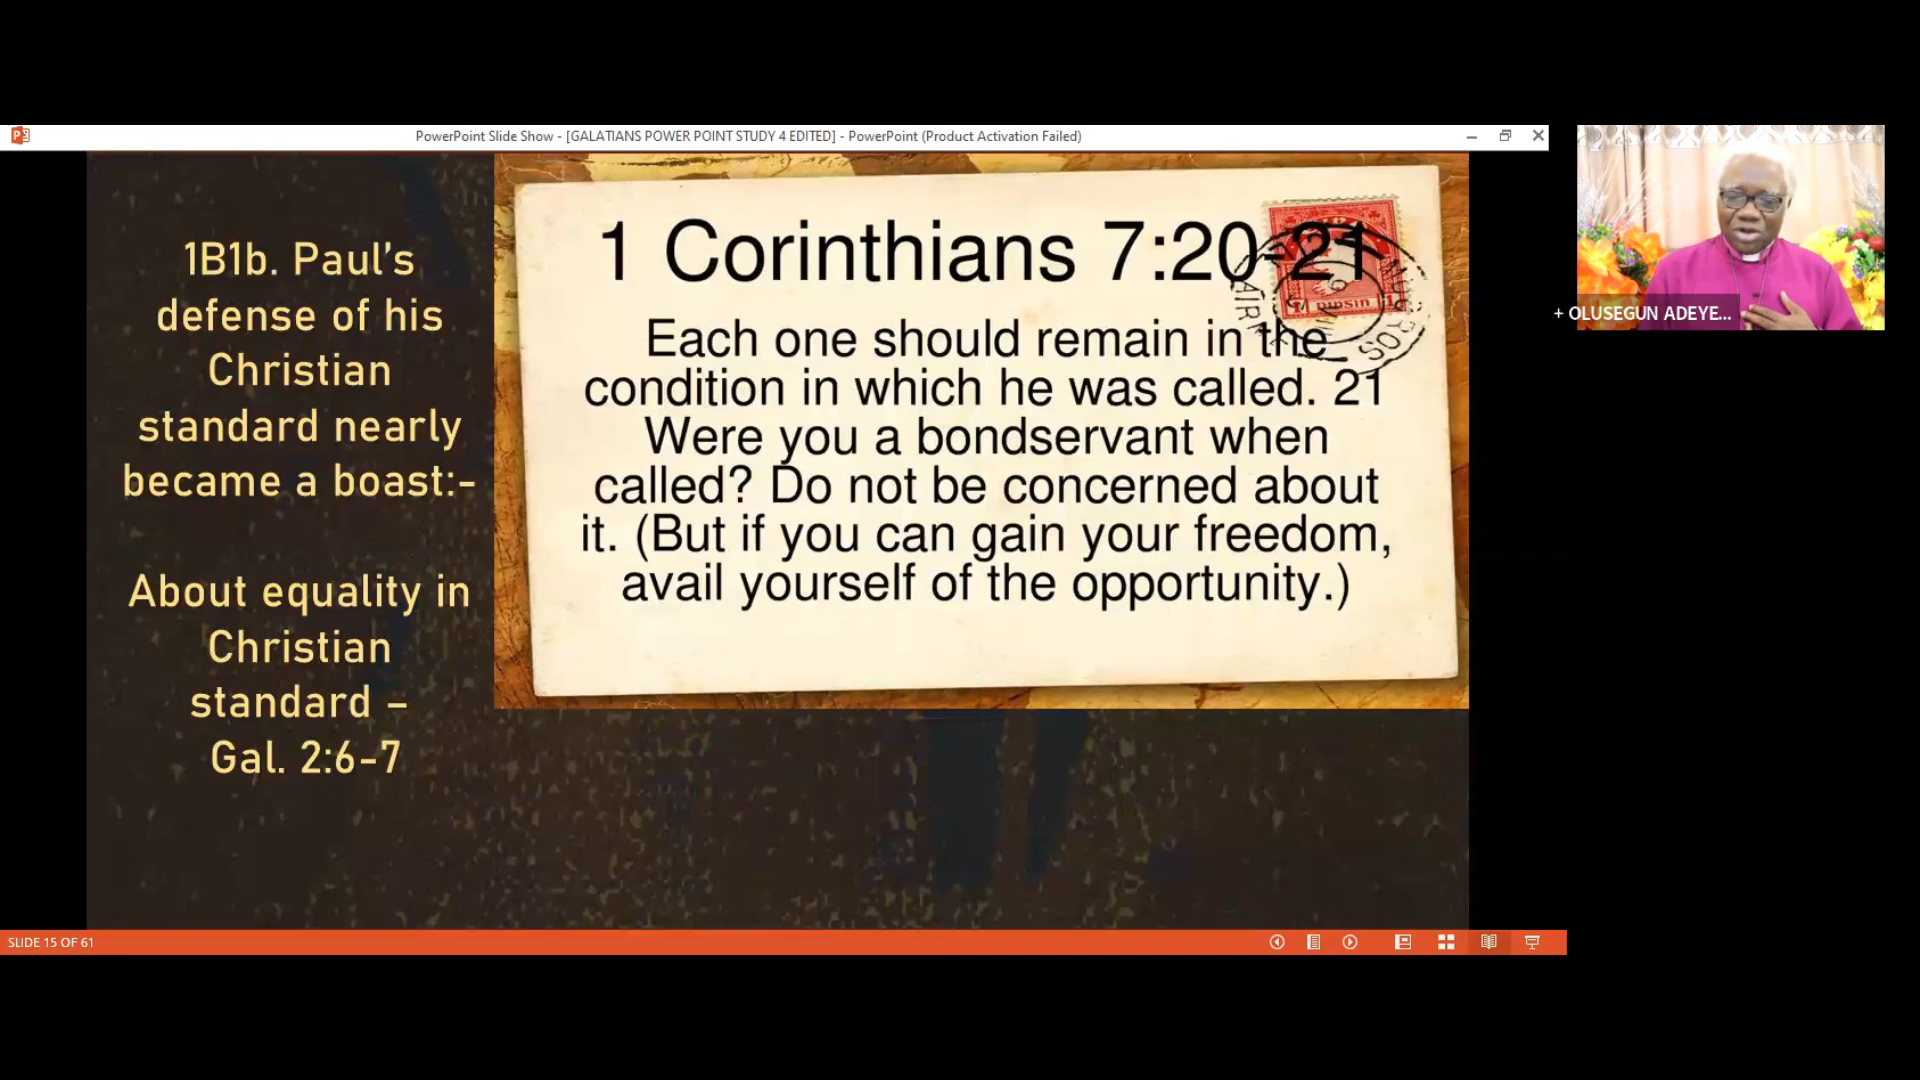 PowerPoint Slide Show - [GALATIANS POWER POINT STUDY 4 EDITED] - PowerPoint (Product Activation Failed)
1B1b. Paul’s
defense of his
Christian
standard nearly
became a boast:-
About equality in
Christian
standard –
Gal. 2:6-7
1 Corinthians 7:20-21
Each one should remain in the
condition in which he was called. 21
Were you a bondservant when
called? Do not be concerned about
it. (But if you can gain your freedom,
avail yourself of the opportunity.)
+ OLUSEGUN ADEYE...
SLIDE 15 OF 61